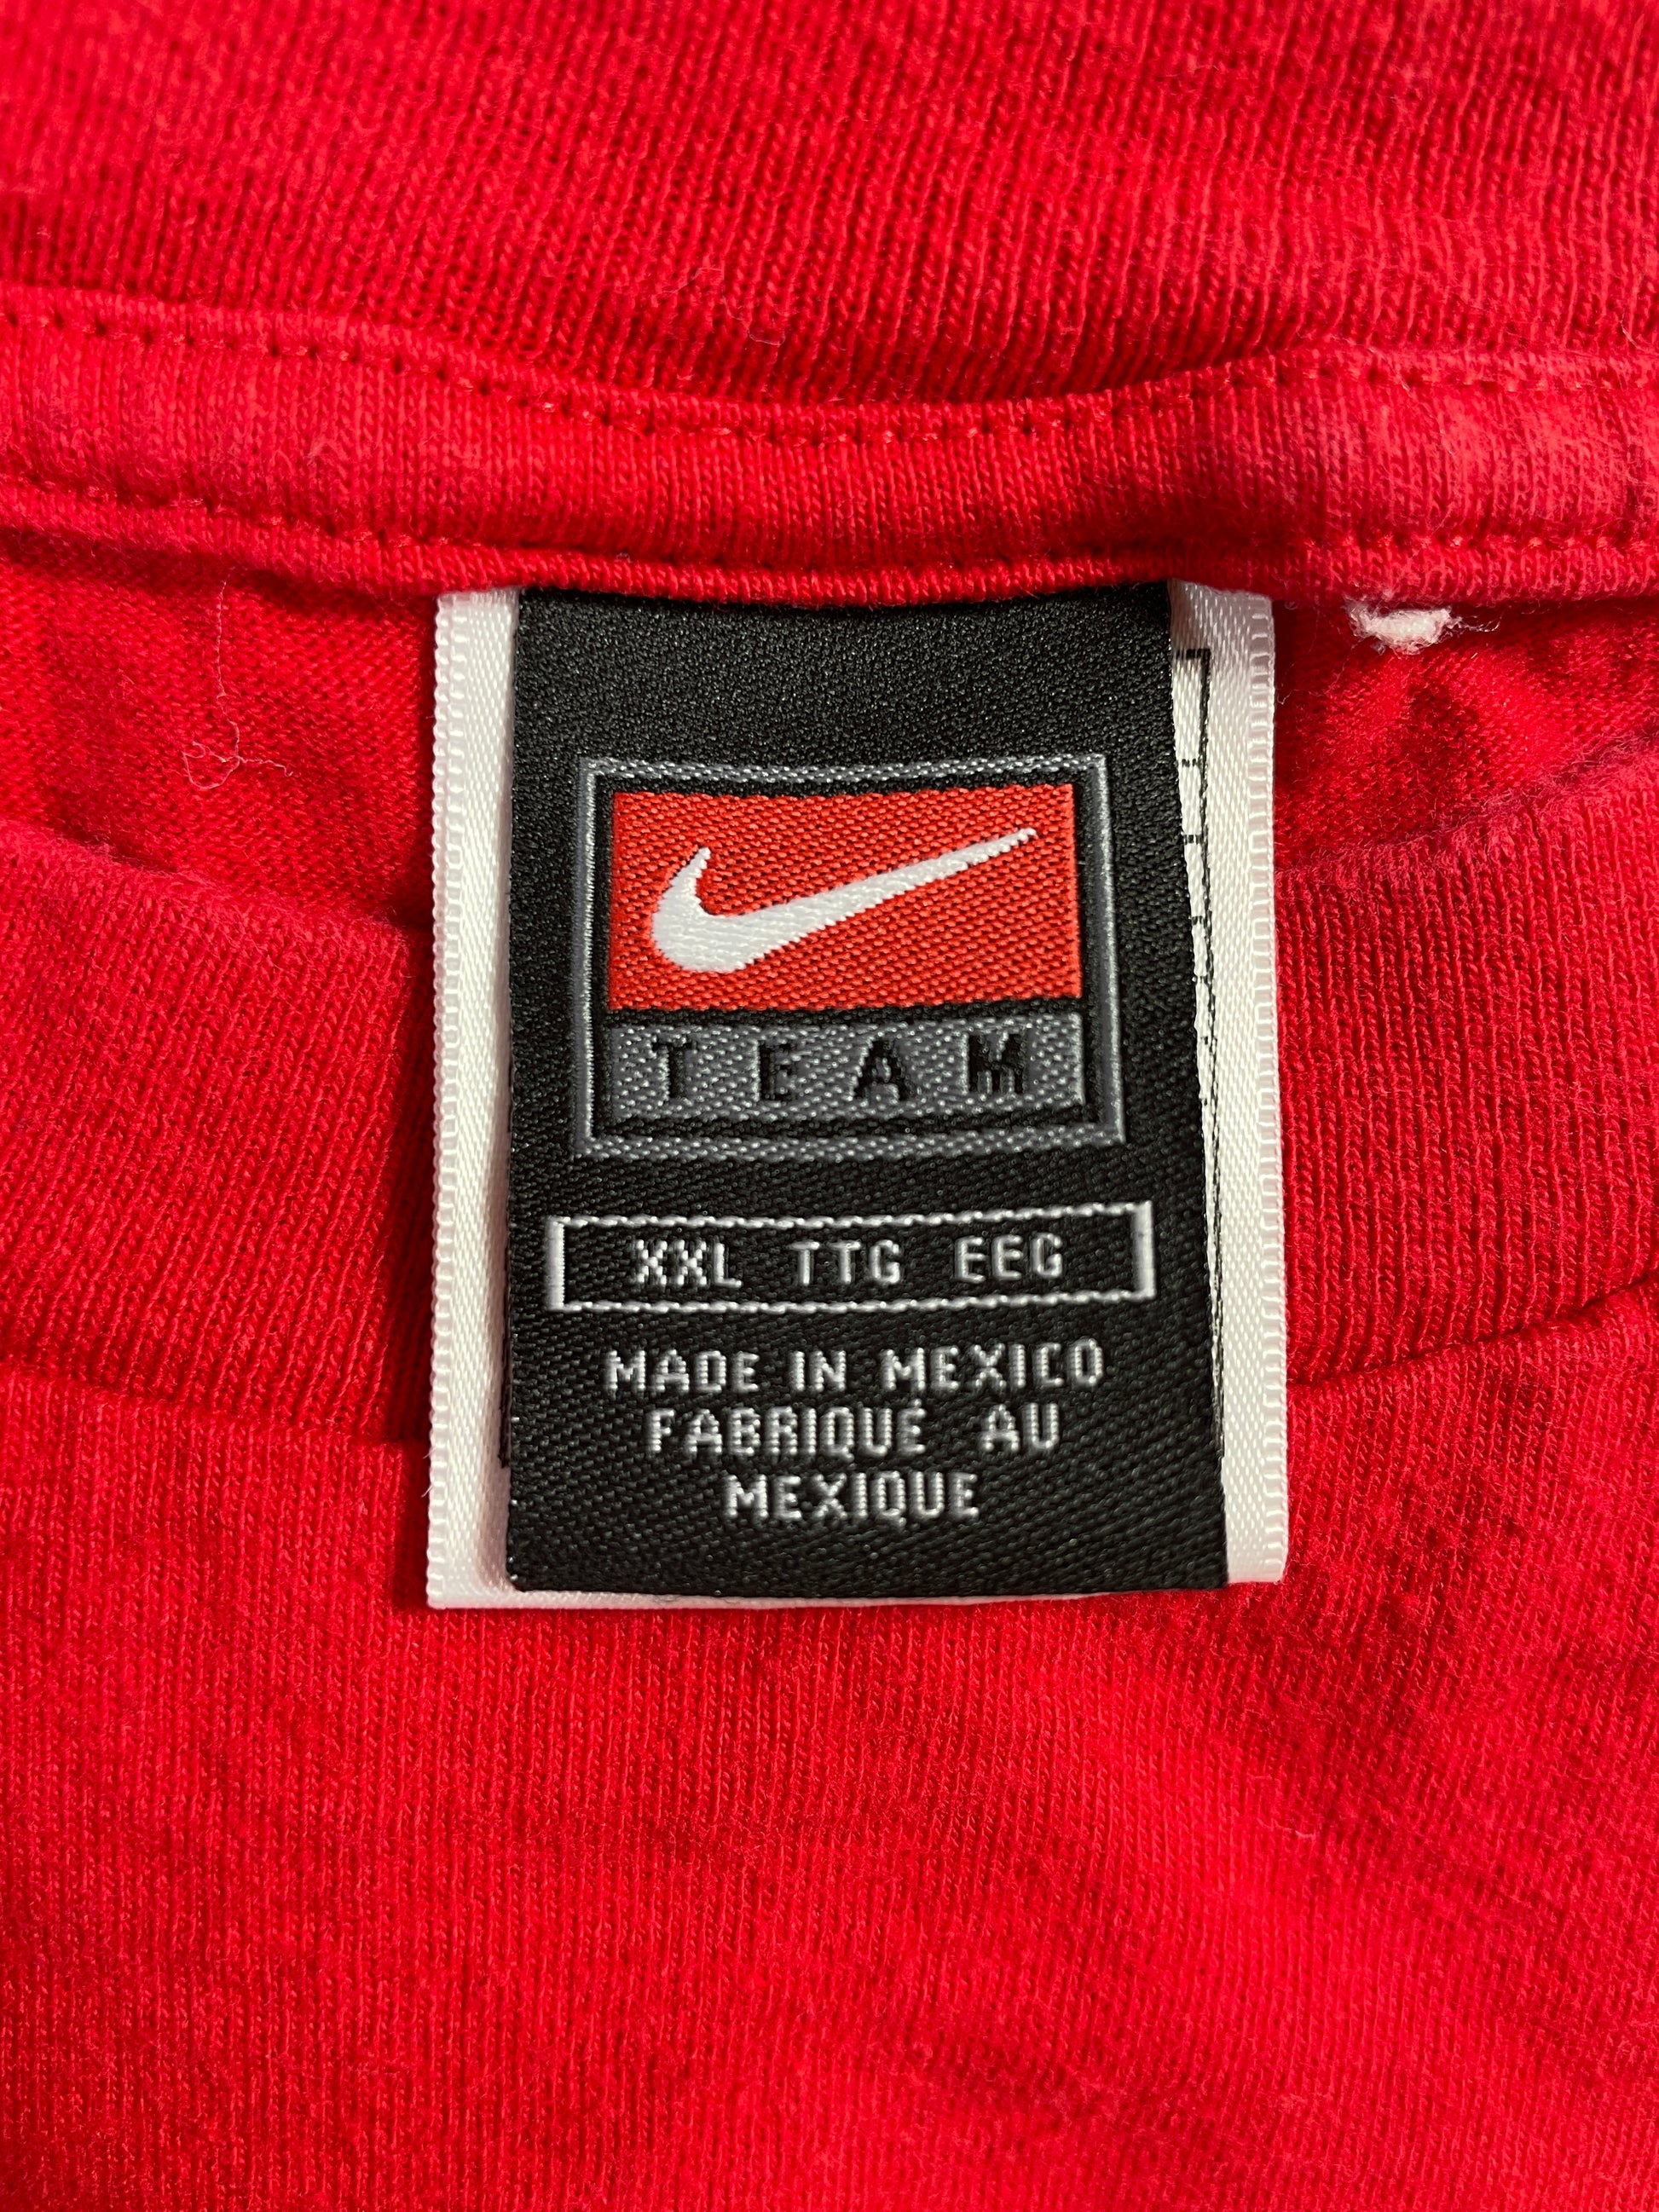 TEAM
XXL TTG EEG
MADE IN MEXICO
FABRIQUÉ AU
MEXIQUE